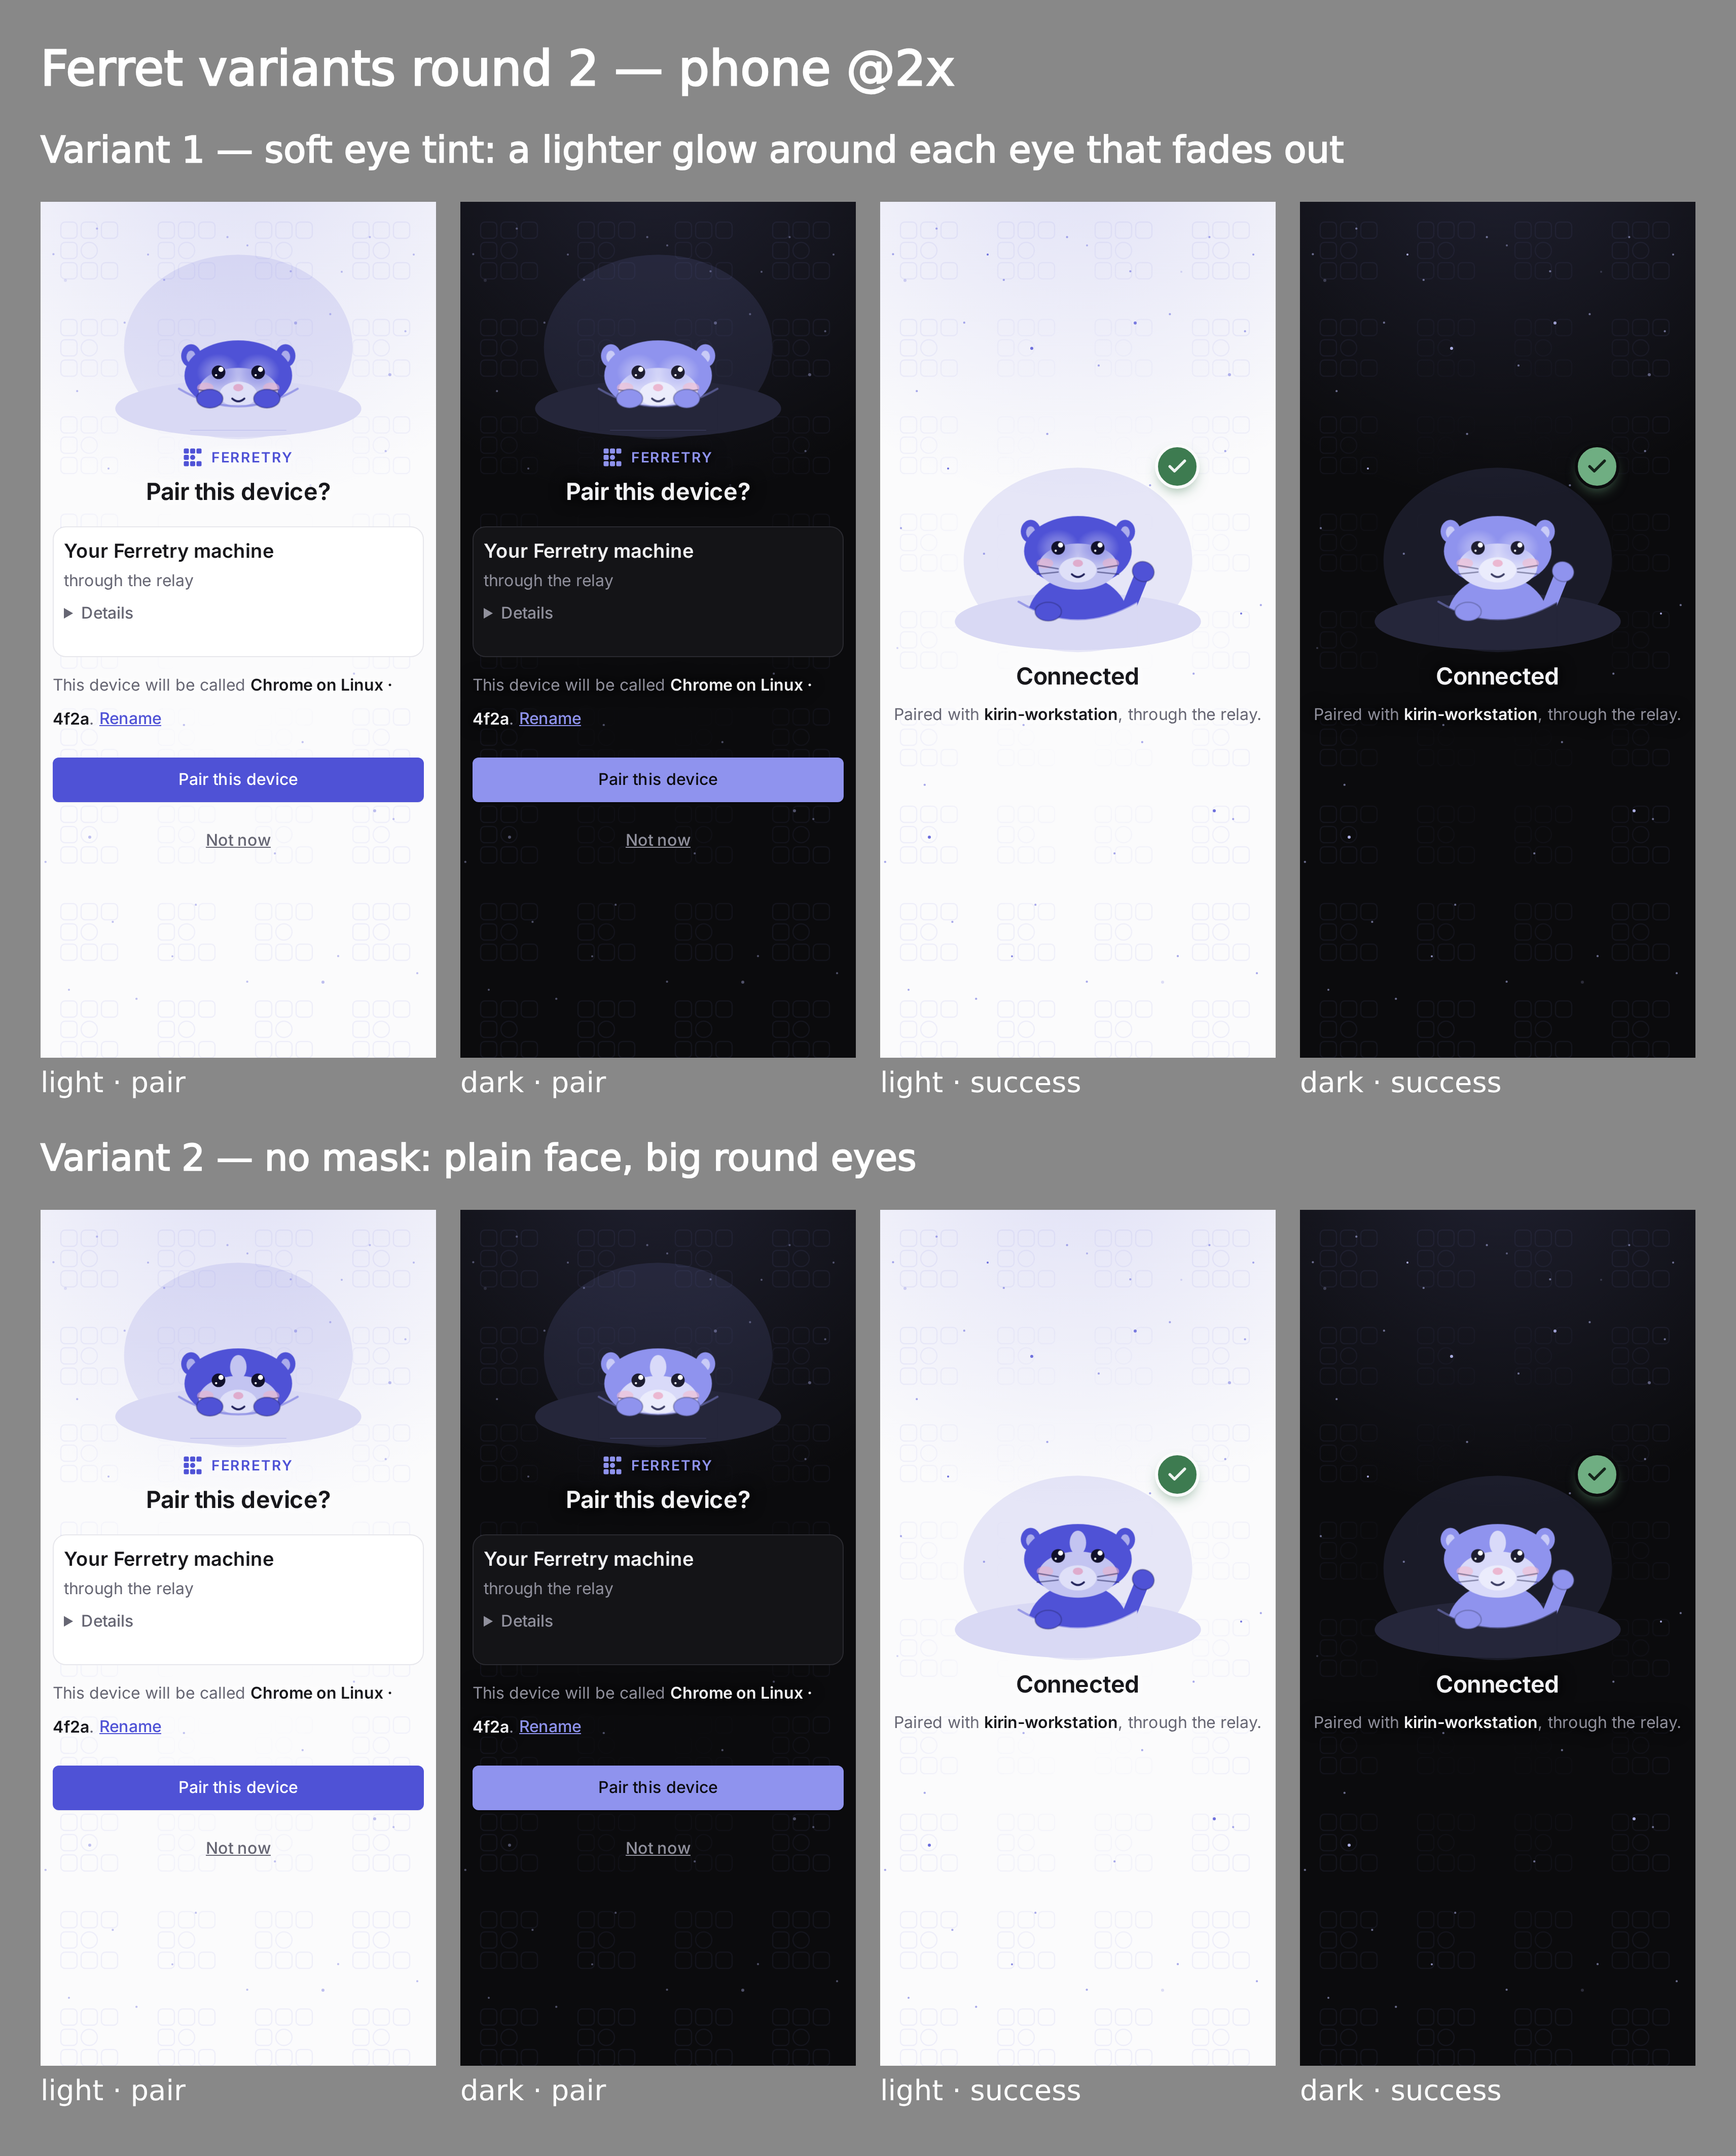 Ferret variants round 2 — phone @2x
Variant 1 — soft eye tint: a lighter glow around each eye that fades out
FERRETRY
Pair this device?
Your Ferretry machine
through the relay
▶ Details
This device will be called Chrome on Linux ·
4f2a. Rename
Pair this device
Not now
light · pair
FERRETRY
Pair this device?
Your Ferretry machine
through the relay
▶ Details
This device will be called Chrome on Linux ·
4f2a. Rename
Pair this device
Not now
dark · pair
Connected
Paired with kirin-workstation, through the relay.
light · success
Connected
Paired with kirin-workstation, through the relay.
dark · success
Variant 2 — no mask: plain face, big round eyes
FERRETRY
Pair this device?
Your Ferretry machine
through the relay
▶ Details
This device will be called Chrome on Linux ·
4f2a. Rename
Pair this device
Not now
light · pair
FERRETRY
Pair this device?
Your Ferretry machine
through the relay
▶ Details
This device will be called Chrome on Linux ·
4f2a. Rename
Pair this device
Not now
dark · pair
Connected
Paired with kirin-workstation, through the relay.
light · success
Connected
Paired with kirin-workstation, through the relay.
dark · success